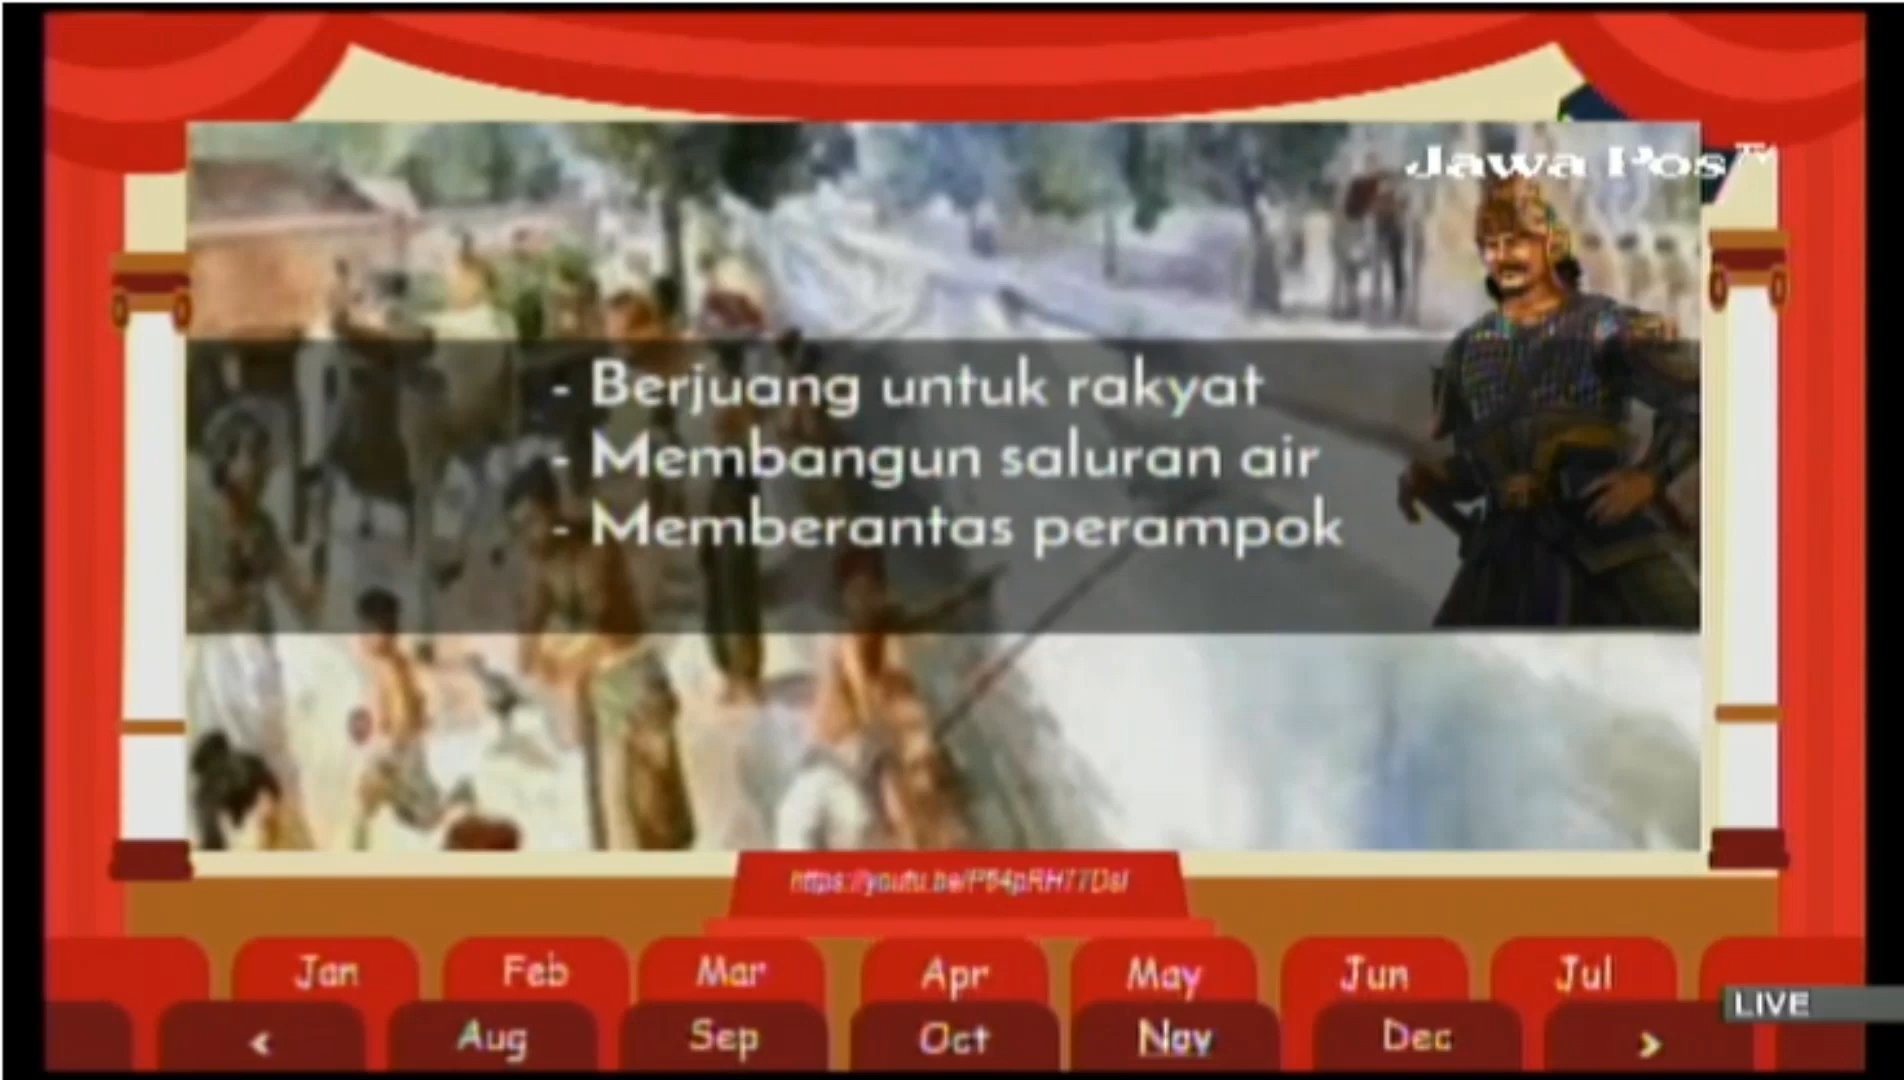 Jawa Pos TV
- Berjuang untuk rakyat
- Membangun saluran air
- Memberantas perampok
Jan Feb Mar Apr May Jun Jul
LIVE
< Aug Sep Oct Nov Dec >